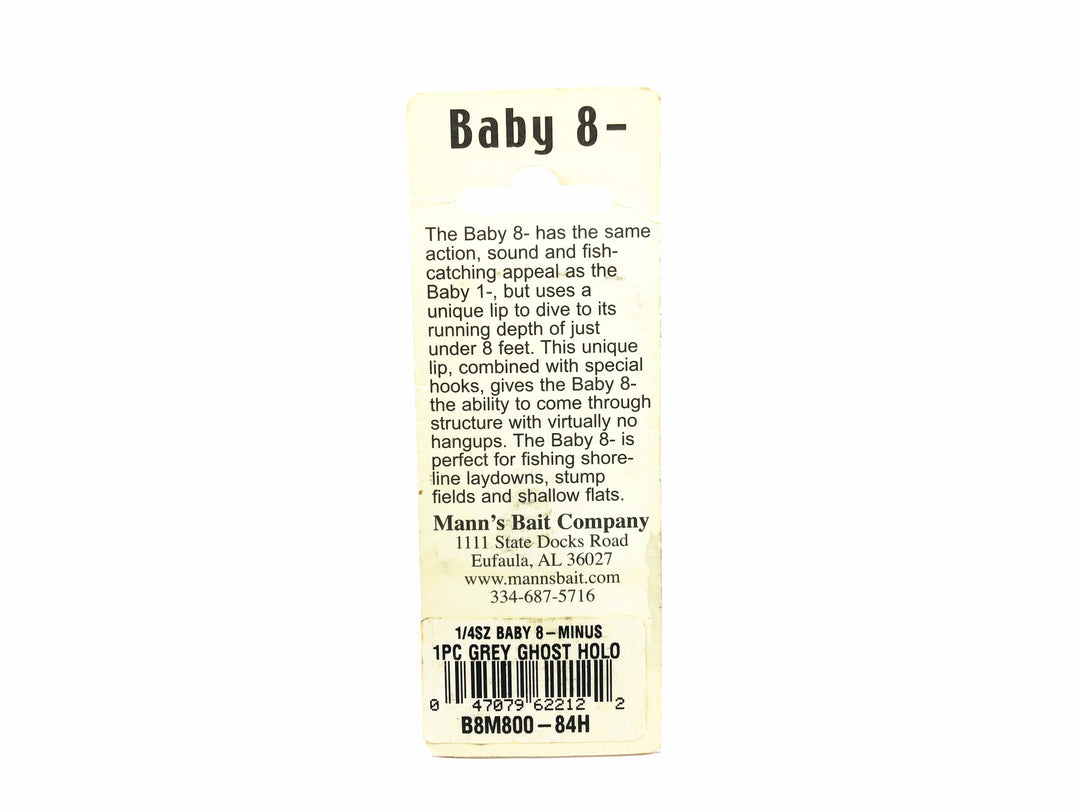 Baby 8-
The Baby 8- has the same
action, sound and fish-
catching appeal as the
Baby 1-, but uses a
unique lip to dive to its
running depth of just
under 8 feet. This unique
lip, combined with special
hooks, gives the Baby 8-
the ability to come through
structure with virtually no
hangups. The Baby 8- is
perfect for fishing shore-
line laydowns, stump
fields and shallow flats.
Mann's Bait Company
1111 State Docks Road
Eufaula, AL 36027
www.mannsbait.com
334-687-5716
1/4SZ BABY 8-MINUS
1PC GREY GHOST HOLO
0 47079 62212 2
B8M800-84H